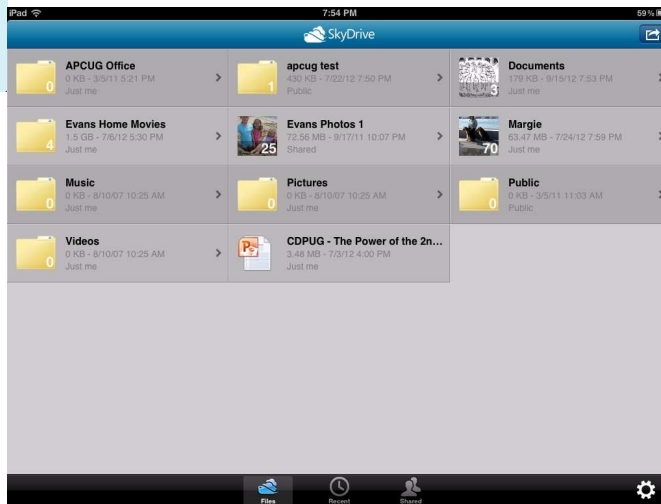 iPad 7:54 PM 59%
SkyDrive
APCUG Office
0 KB - 3/5/11 5:21 PM
Just me
0
apcug test
430 KB - 7/22/12 7:50 PM
Public
1
Documents
179 KB - 9/15/12 7:53 PM
Just me
3
Evans Home Movies
1.5 GB - 7/6/12 5:30 PM
Just me
4
Evans Photos 1
72.56 MB - 9/17/11 10:07 PM
Shared
25
Margie
63.47 MB - 7/24/12 7:59 PM
Just me
70
Music
0 KB - 8/10/07 10:25 AM
Just me
0
Pictures
0 KB - 8/10/07 10:25 AM
Just me
0
Public
0 KB - 3/5/11 11:03 AM
Public
0
Videos
0 KB - 8/10/07 10:25 AM
Just me
0
CDPUG - The Power of the 2n...
3.48 MB - 7/3/12 4:00 PM
Just me
Files Recent Shared